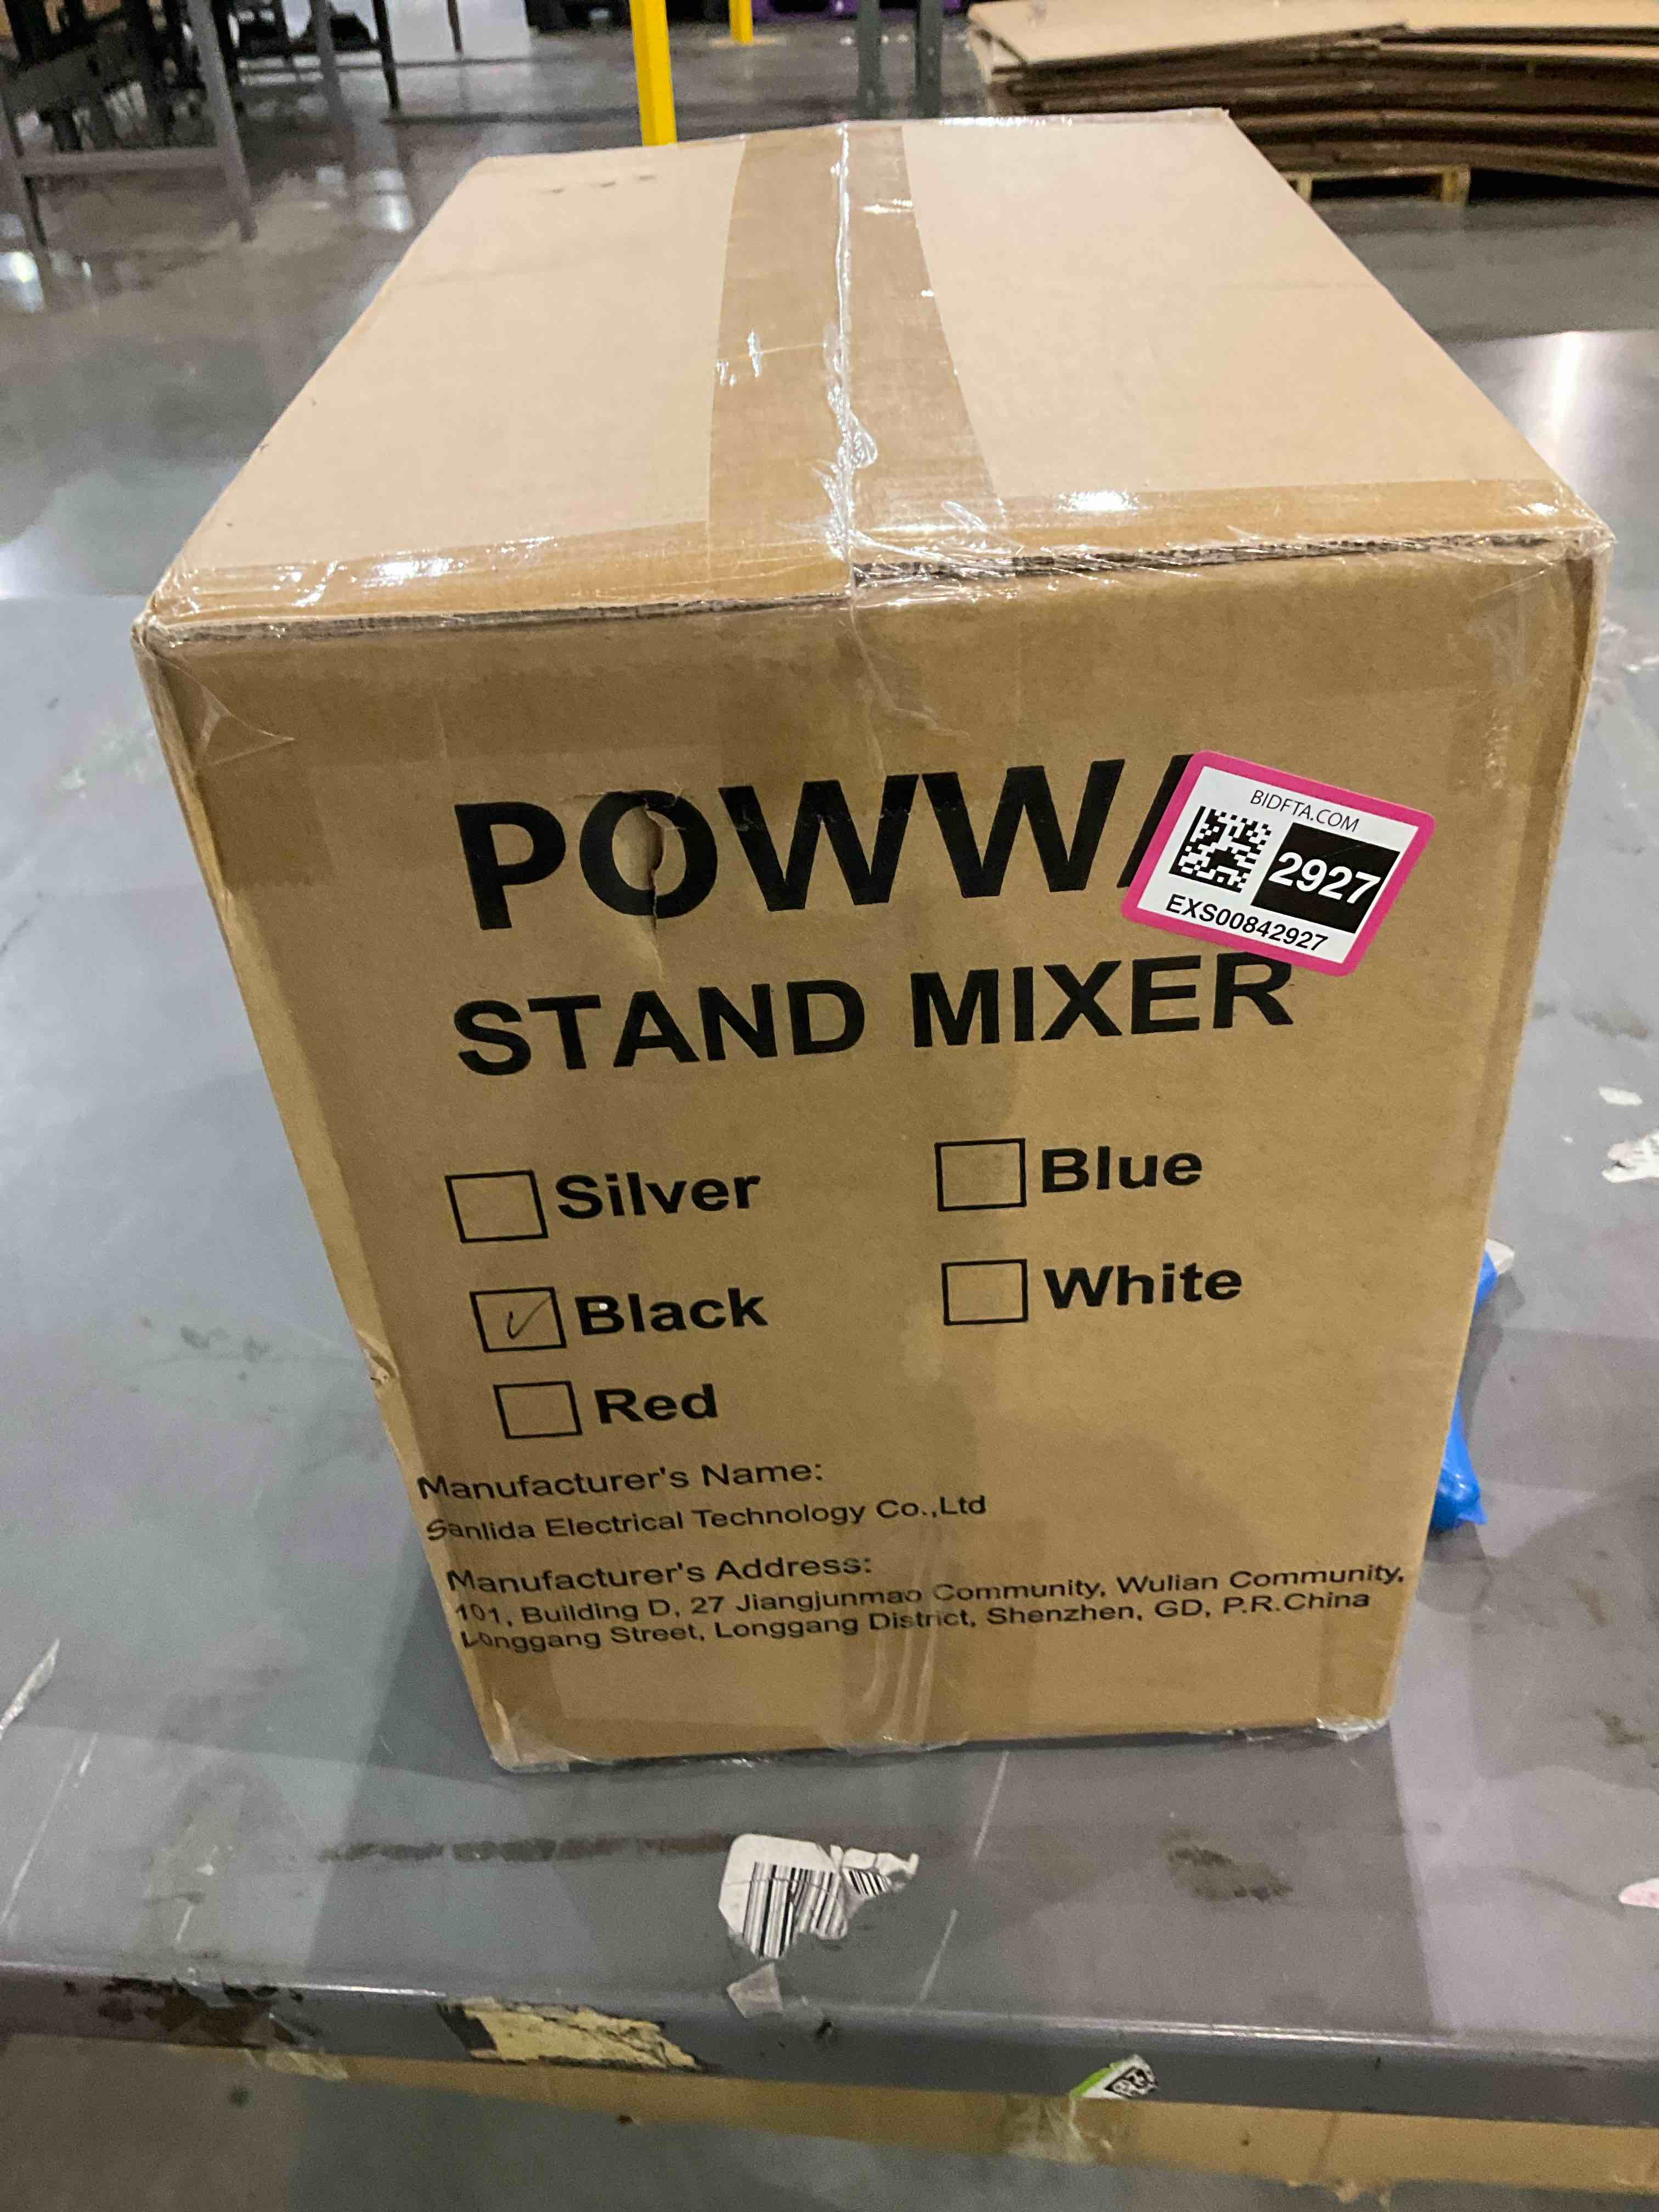 BIDFTA.COM
2927
EXS00842927
STAND MIXER
Silver
Blue
Black
White
Red
Manufacturer's Name:
Sanlida Electrical Technology Co.,Ltd
Manufacturer's Address:
101, Building D, 27 Jiangjunmao Community, Wulian Community,
Longgang Street, Longgang District, Shenzhen, GD, P.R.China